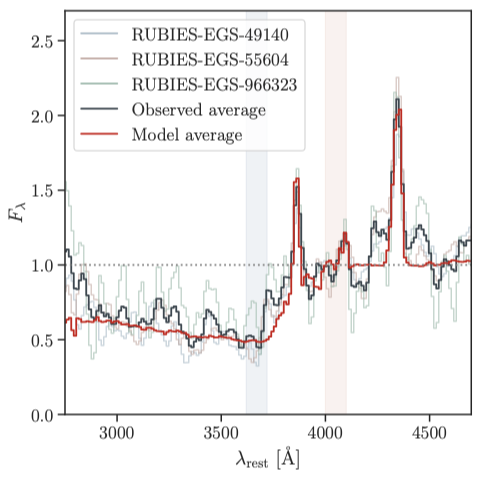 RUBIES-EGS-49140
RUBIES-EGS-55604
RUBIES-EGS-966323
Observed average
Model average
2.5
2.0
1.5
1.0
0.5
0.0
F_λ
3000 3500 4000 4500
λ_rest [Å]